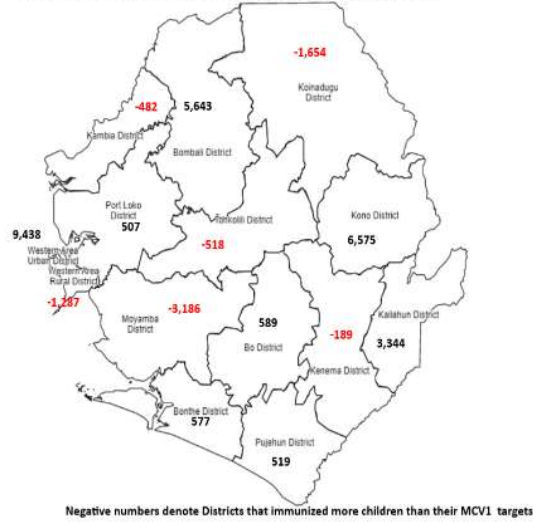 -1,654
Koinadugu
District
-482
5,643
Kambia District
Bombali District
Port Loko
District
507
Tonkolili District
-518
Kono District
6,575
9,438
Western Area
Urban District
Western Area
Rural District
-1,287
Moyamba
District
-3,186
589
Bo District
-189
Kenema District
Kailahun District
3,344
Bonthe District
577
Pujehun District
519
Negative numbers denote Districts that immunized more children than their MCV1 targets